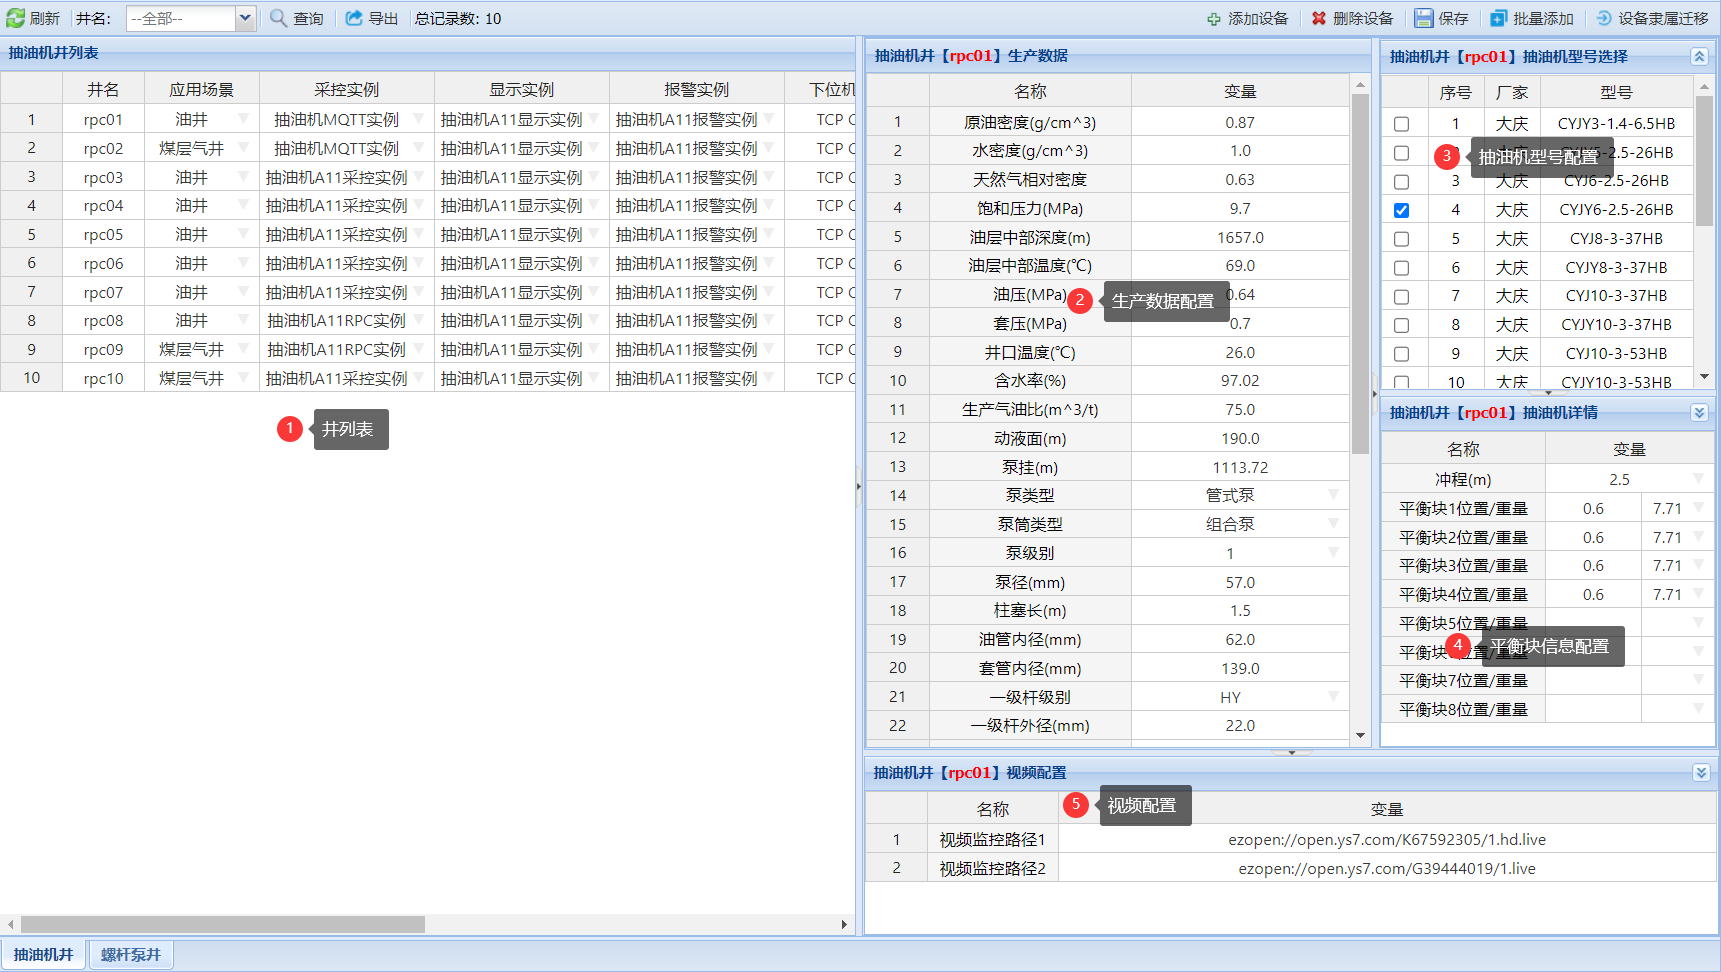 刷新 井名: --全部-- 查询 导出 总记录数: 10 添加设备 删除设备 保存 批量添加 设备隶属迁移
抽油机井列表
井名 应用场景 采控实例 显示实例 报警实例 下位机
1 rpc01 油井 抽油机MQTT实例 抽油机A11显示实例 抽油机A11报警实例 TCP C
2 rpc02 煤层气井 抽油机MQTT实例 抽油机A11显示实例 抽油机A11报警实例 TCP C
3 rpc03 油井 抽油机A11采控实例 抽油机A11显示实例 抽油机A11报警实例 TCP C
4 rpc04 油井 抽油机A11采控实例 抽油机A11显示实例 抽油机A11报警实例 TCP C
5 rpc05 油井 抽油机A11采控实例 抽油机A11显示实例 抽油机A11报警实例 TCP C
6 rpc06 油井 抽油机A11采控实例 抽油机A11显示实例 抽油机A11报警实例 TCP C
7 rpc07 油井 抽油机A11采控实例 抽油机A11显示实例 抽油机A11报警实例 TCP C
8 rpc08 油井 抽油机A11RPC实例 抽油机A11显示实例 抽油机A11报警实例 TCP C
9 rpc09 煤层气井 抽油机A11RPC实例 抽油机A11显示实例 抽油机A11报警实例 TCP C
10 rpc10 煤层气井 抽油机A11采控实例 抽油机A11显示实例 抽油机A11报警实例 TCP C
1 井列表
抽油机井【rpc01】生产数据
名称 变量
1 原油密度(g/cm^3) 0.87
2 水密度(g/cm^3) 1.0
3 天然气相对密度 0.63
4 饱和压力(MPa) 9.7
5 油层中部深度(m) 1657.0
6 油层中部温度(℃) 69.0
7 油压(MPa) 0.64
2 生产数据配置
8 套压(MPa) 0.7
9 井口温度(℃) 26.0
10 含水率(%) 97.02
11 生产气油比(m^3/t) 75.0
12 动液面(m) 190.0
13 泵挂(m) 1113.72
14 泵类型 管式泵
15 泵筒类型 组合泵
16 泵级别 1
17 泵径(mm) 57.0
18 柱塞长(m) 1.5
19 油管内径(mm) 62.0
20 套管内径(mm) 139.0
21 一级杆级别 HY
22 一级杆外径(mm) 22.0
抽油机井【rpc01】抽油机型号选择
序号 厂家 型号
1 大庆 CYJY3-1.4-6.5HB
2.5-26HB
3 抽油机型号配置
3 大庆 CYJ6-2.5-26HB
4 大庆 CYJY6-2.5-26HB
5 大庆 CYJ8-3-37HB
6 大庆 CYJY8-3-37HB
7 大庆 CYJ10-3-37HB
8 大庆 CYJY10-3-37HB
9 大庆 CYJ10-3-53HB
10 大庆 CYJY10-3-53HB
抽油机井【rpc01】抽油机详情
名称 变量
冲程(m) 2.5
平衡块1位置/重量 0.6 7.71
平衡块2位置/重量 0.6 7.71
平衡块3位置/重量 0.6 7.71
平衡块4位置/重量 0.6 7.71
平衡块5位置/重量
4 平衡块信息配置
平衡块6位置/重量
平衡块7位置/重量
平衡块8位置/重量
抽油机井【rpc01】视频配置
名称 变量
5 视频配置
1 视频监控路径1 ezopen://open.ys7.com/K67592305/1.hd.live
2 视频监控路径2 ezopen://open.ys7.com/G39444019/1.live
抽油机井 螺杆泵井